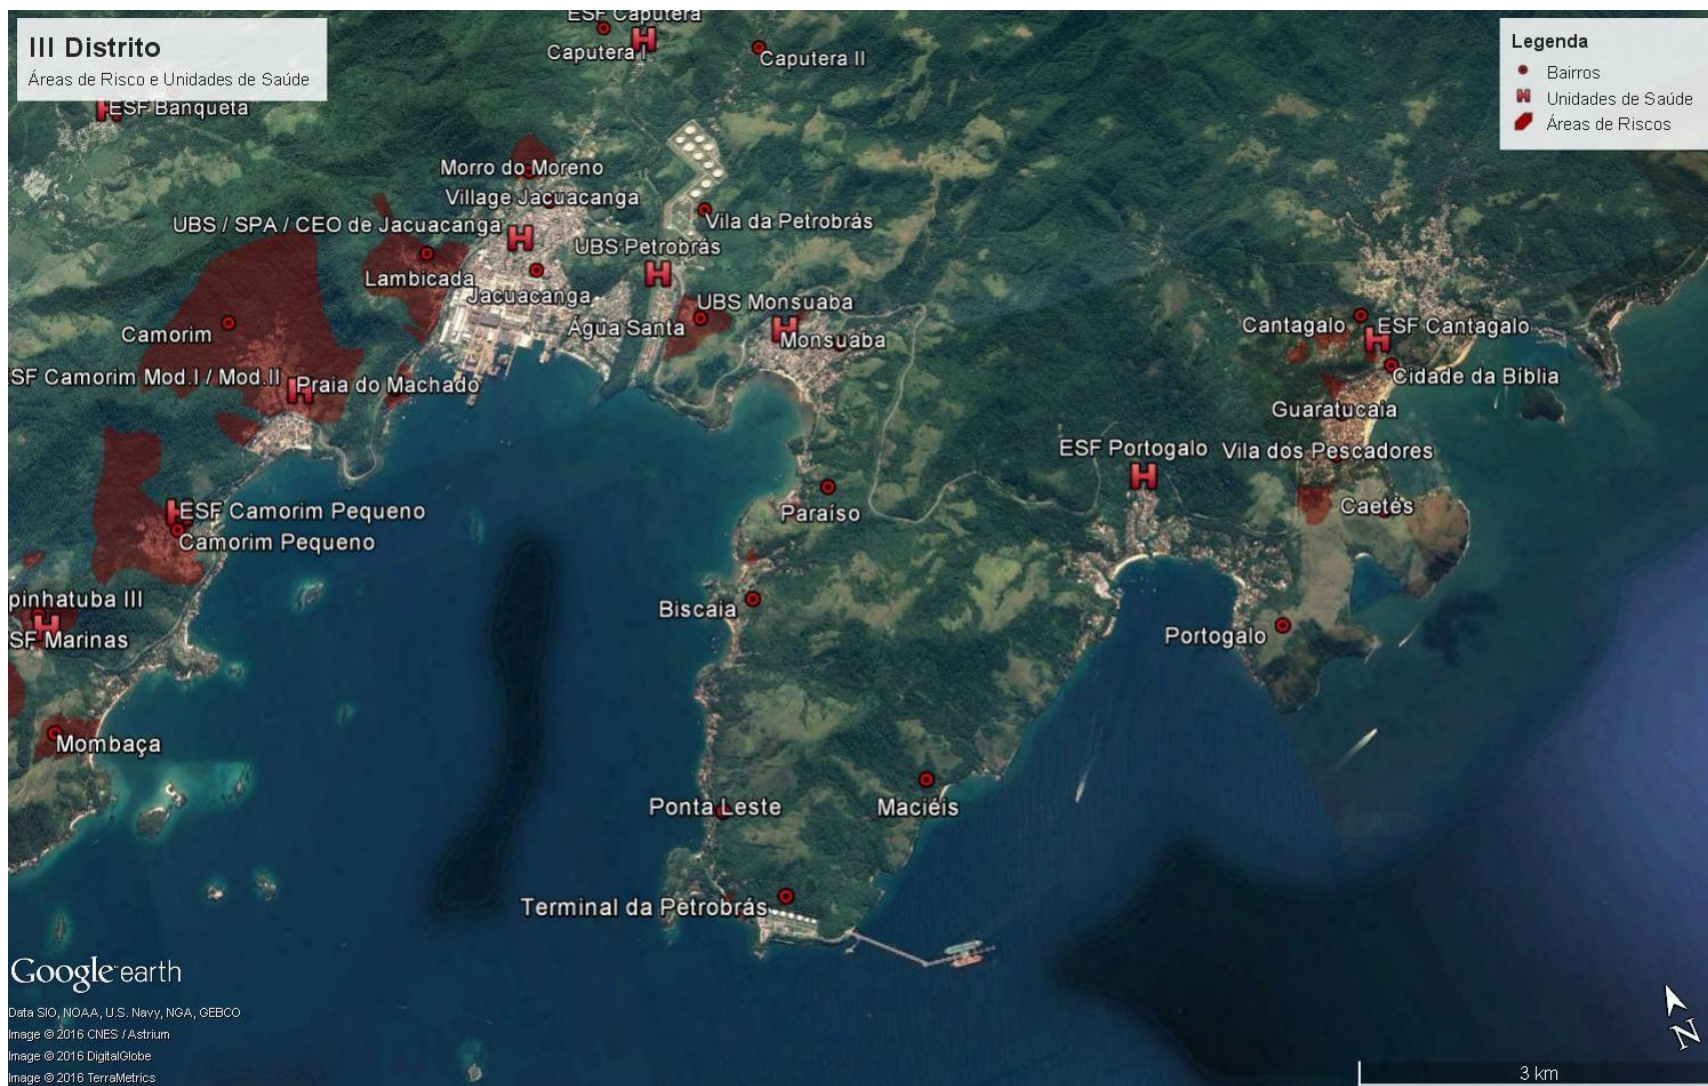 III Distrito
Áreas de Risco e Unidades de Saúde
Legenda
Bairros
Unidades de Saúde
Áreas de Riscos
ESF Caputera
Caputera I
Caputera II
ESF Banqueta
Morro do Moreno
Village Jacuacanga
UBS / SPA / CEO de Jacuacanga
Vila da Petrobrás
UBS Petrobrás
Lambicada
Jacuacanga
UBS Monsuaba
Água Santa
Monsuaba
Camorim
Cantagalo
ESF Cantagalo
SF Camorim Mod.I / Mod.II
Praia do Machado
Cidade da Biblia
Guaratucaia
ESF Portogalo
Vila dos Pescadores
ESF Camorim Pequeno
Paraíso
Caetés
Camorim Pequeno
pinhatuba III
Biscaia
SF Marinas
Portogalo
Mombaça
Ponta Leste
Maciéis
Terminal da Petrobrás
Google earth
Data SIO, NOAA, U.S. Navy, NGA, GEBCO
Image © 2016 CNES / Astrium
Image © 2016 DigitalGlobe
Image © 2016 TerraMetrics
N
3 km